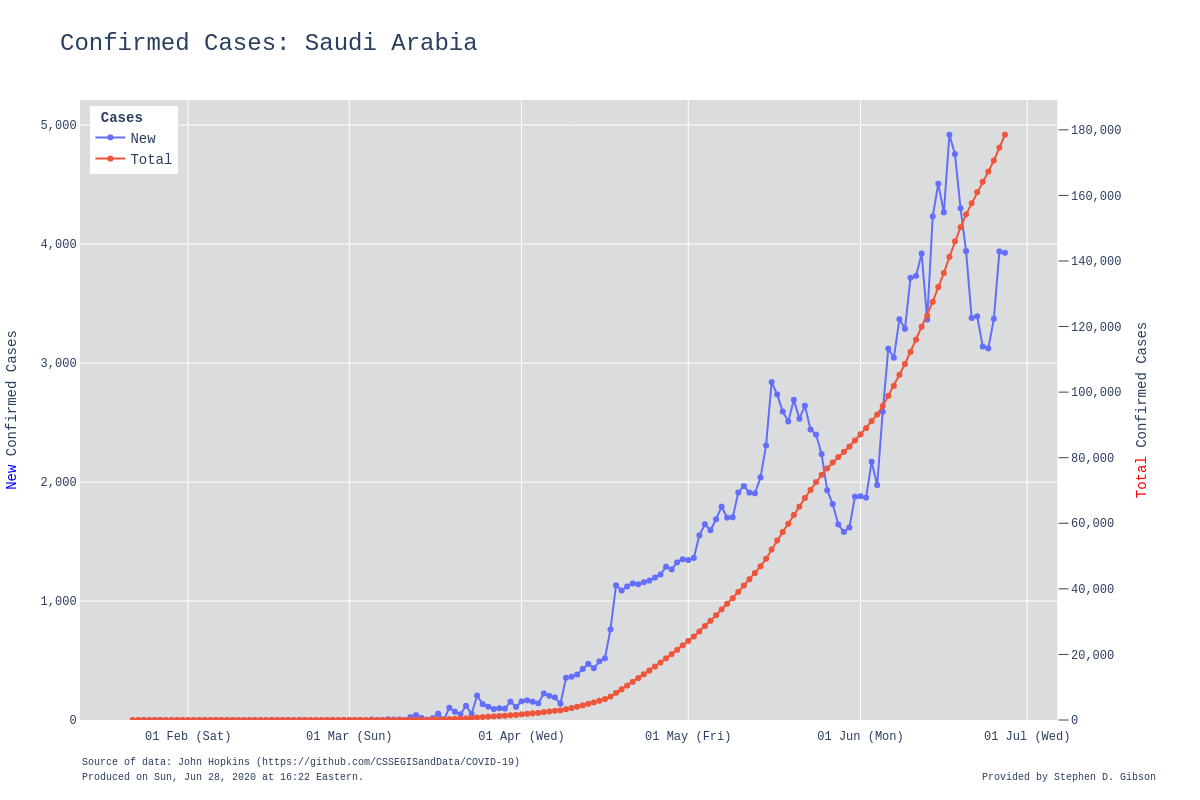 Confirmed Cases: Saudi Arabia
Cases
New
Total
5,000
4,000
3,000
2,000
1,000
0
180,000
160,000
140,000
120,000
100,000
80,000
60,000
40,000
20,000
0
New Confirmed Cases
Total Confirmed Cases
01 Feb (Sat) 01 Mar (Sun) 01 Apr (Wed) 01 May (Fri) 01 Jun (Mon) 01 Jul (Wed)
Source of data: John Hopkins (https://github.com/CSSEGISandData/COVID-19)
Produced on Sun, Jun 28, 2020 at 16:22 Eastern.
Provided by Stephen D. Gibson